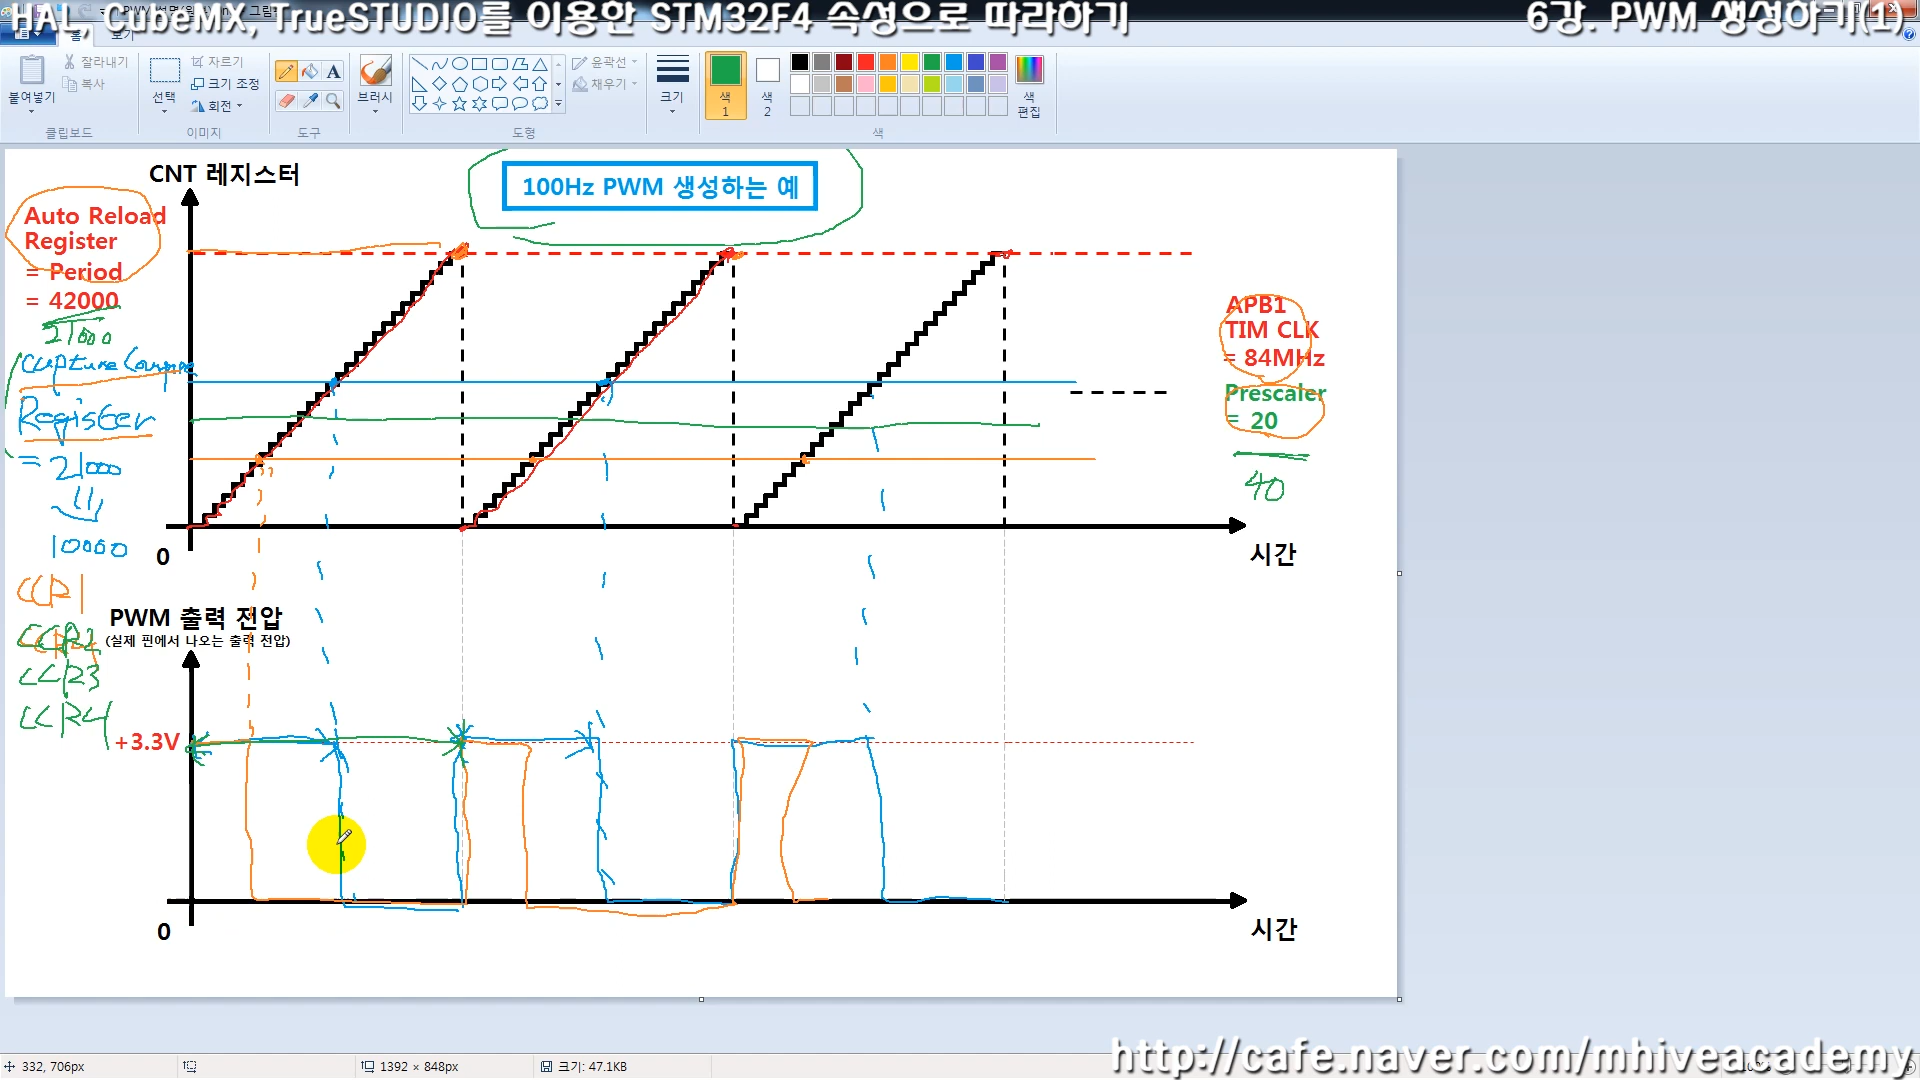 HAL, CubeMX, TrueSTUDIO를 이용한 STM32F4 속성으로 따라하기
6강. PWM 생성하기(1)
홈
보기
붙여넣기
잘라내기
복사
클립보드
선택
자르기
크기 조정
회전
이미지
A
도구
브러시
윤곽선
채우기
도형
크기
색
1
색
2
색
편집
색
CNT 레지스터
100Hz PWM 생성하는 예
Auto Reload
Register
= Period
= 42000
21000
Capture Compare
Register
= 21000
10000
CCR1
CCR2
CCR3
CCR4
APB1
TIM CLK
= 84MHz
Prescaler
= 20
40
0
시간
PWM 출력 전압
(실제 핀에서 나오는 출력 전압)
+3.3V
0
시간
332, 706px
1392 × 848px
크기: 47.1KB
http://cafe.naver.com/mhiveacademy